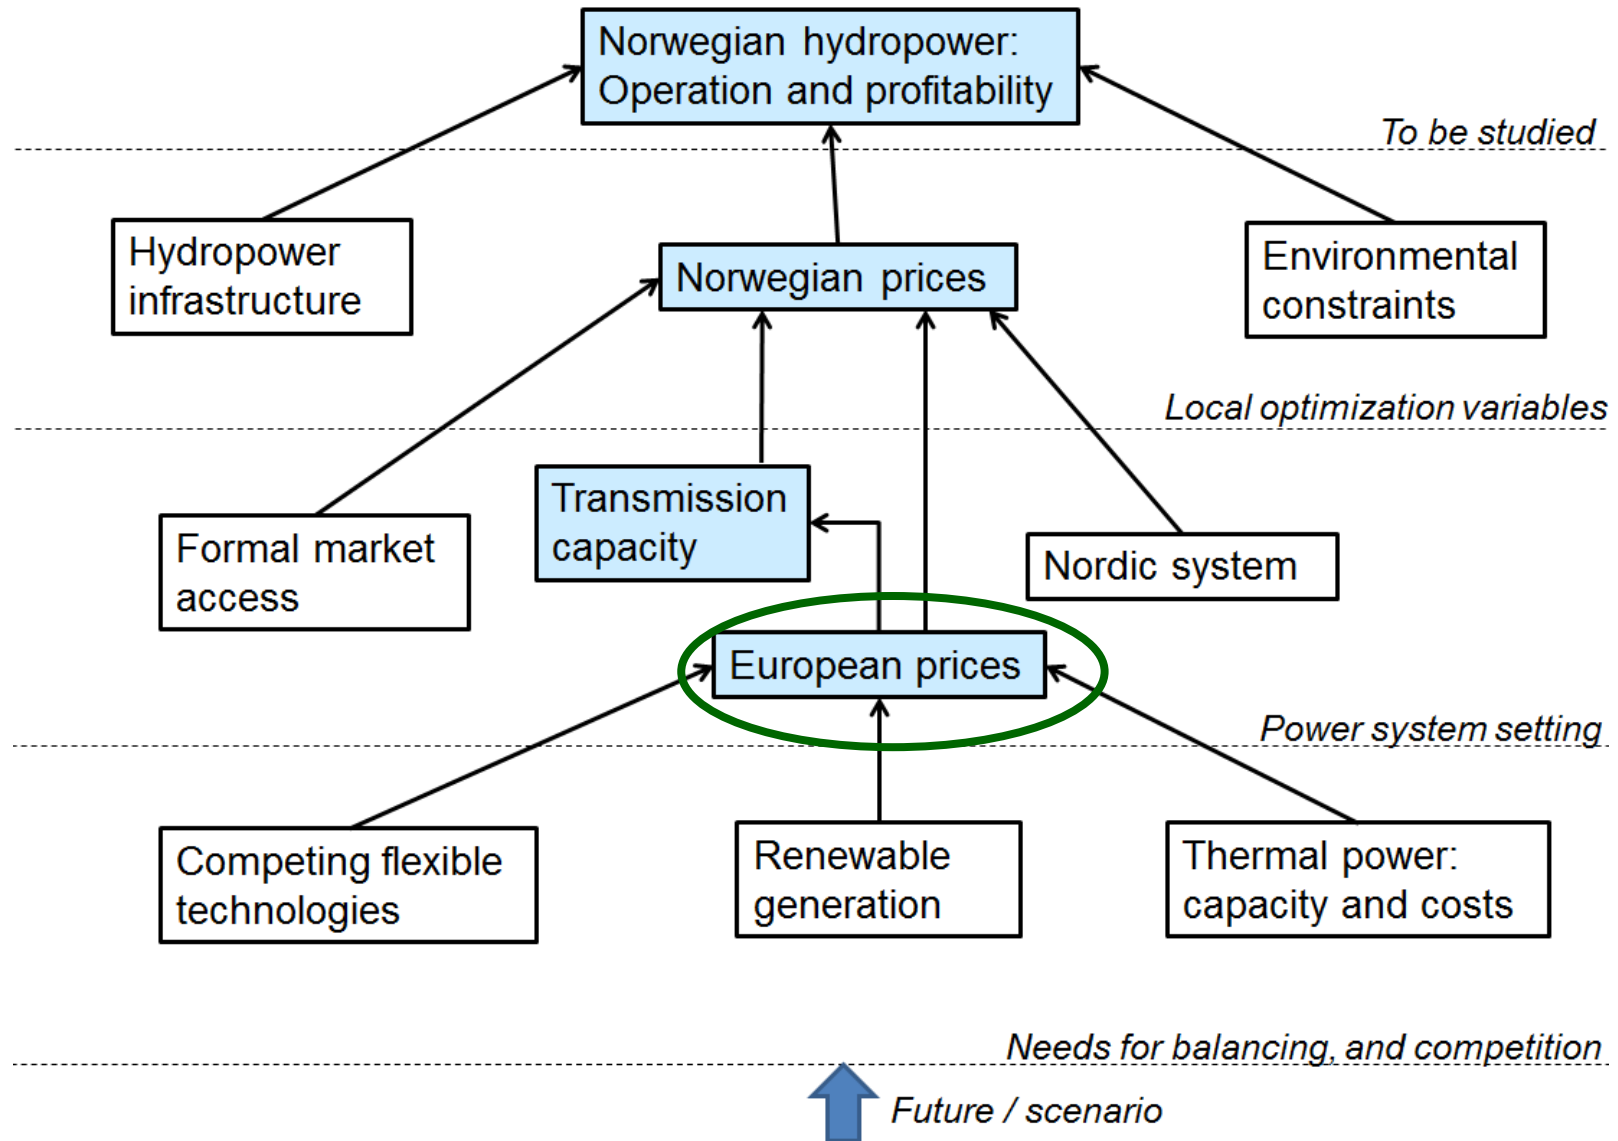 Norwegian hydropower:
Operation and profitability
To be studied
Hydropower
infrastructure
Norwegian prices
Environmental
constraints
Local optimization variables
Transmission
capacity
Formal market
access
Nordic system
European prices
Power system setting
Competing flexible
technologies
Renewable
generation
Thermal power:
capacity and costs
Needs for balancing, and competition
Future / scenario